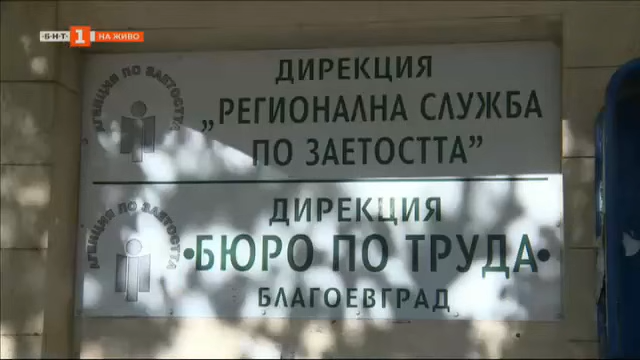 БНТ 1 НА ЖИВО
АГЕНЦИЯ ПО ЗАЕТОСТТА
ДИРЕКЦИЯ
„РЕГИОНАЛНА СЛУЖБА
ПО ЗАЕТОСТТА”
АГЕНЦИЯ ПО ЗАЕТОСТТА
ДИРЕКЦИЯ
•БЮРО ПО ТРУДА•
БЛАГОЕВГРАД